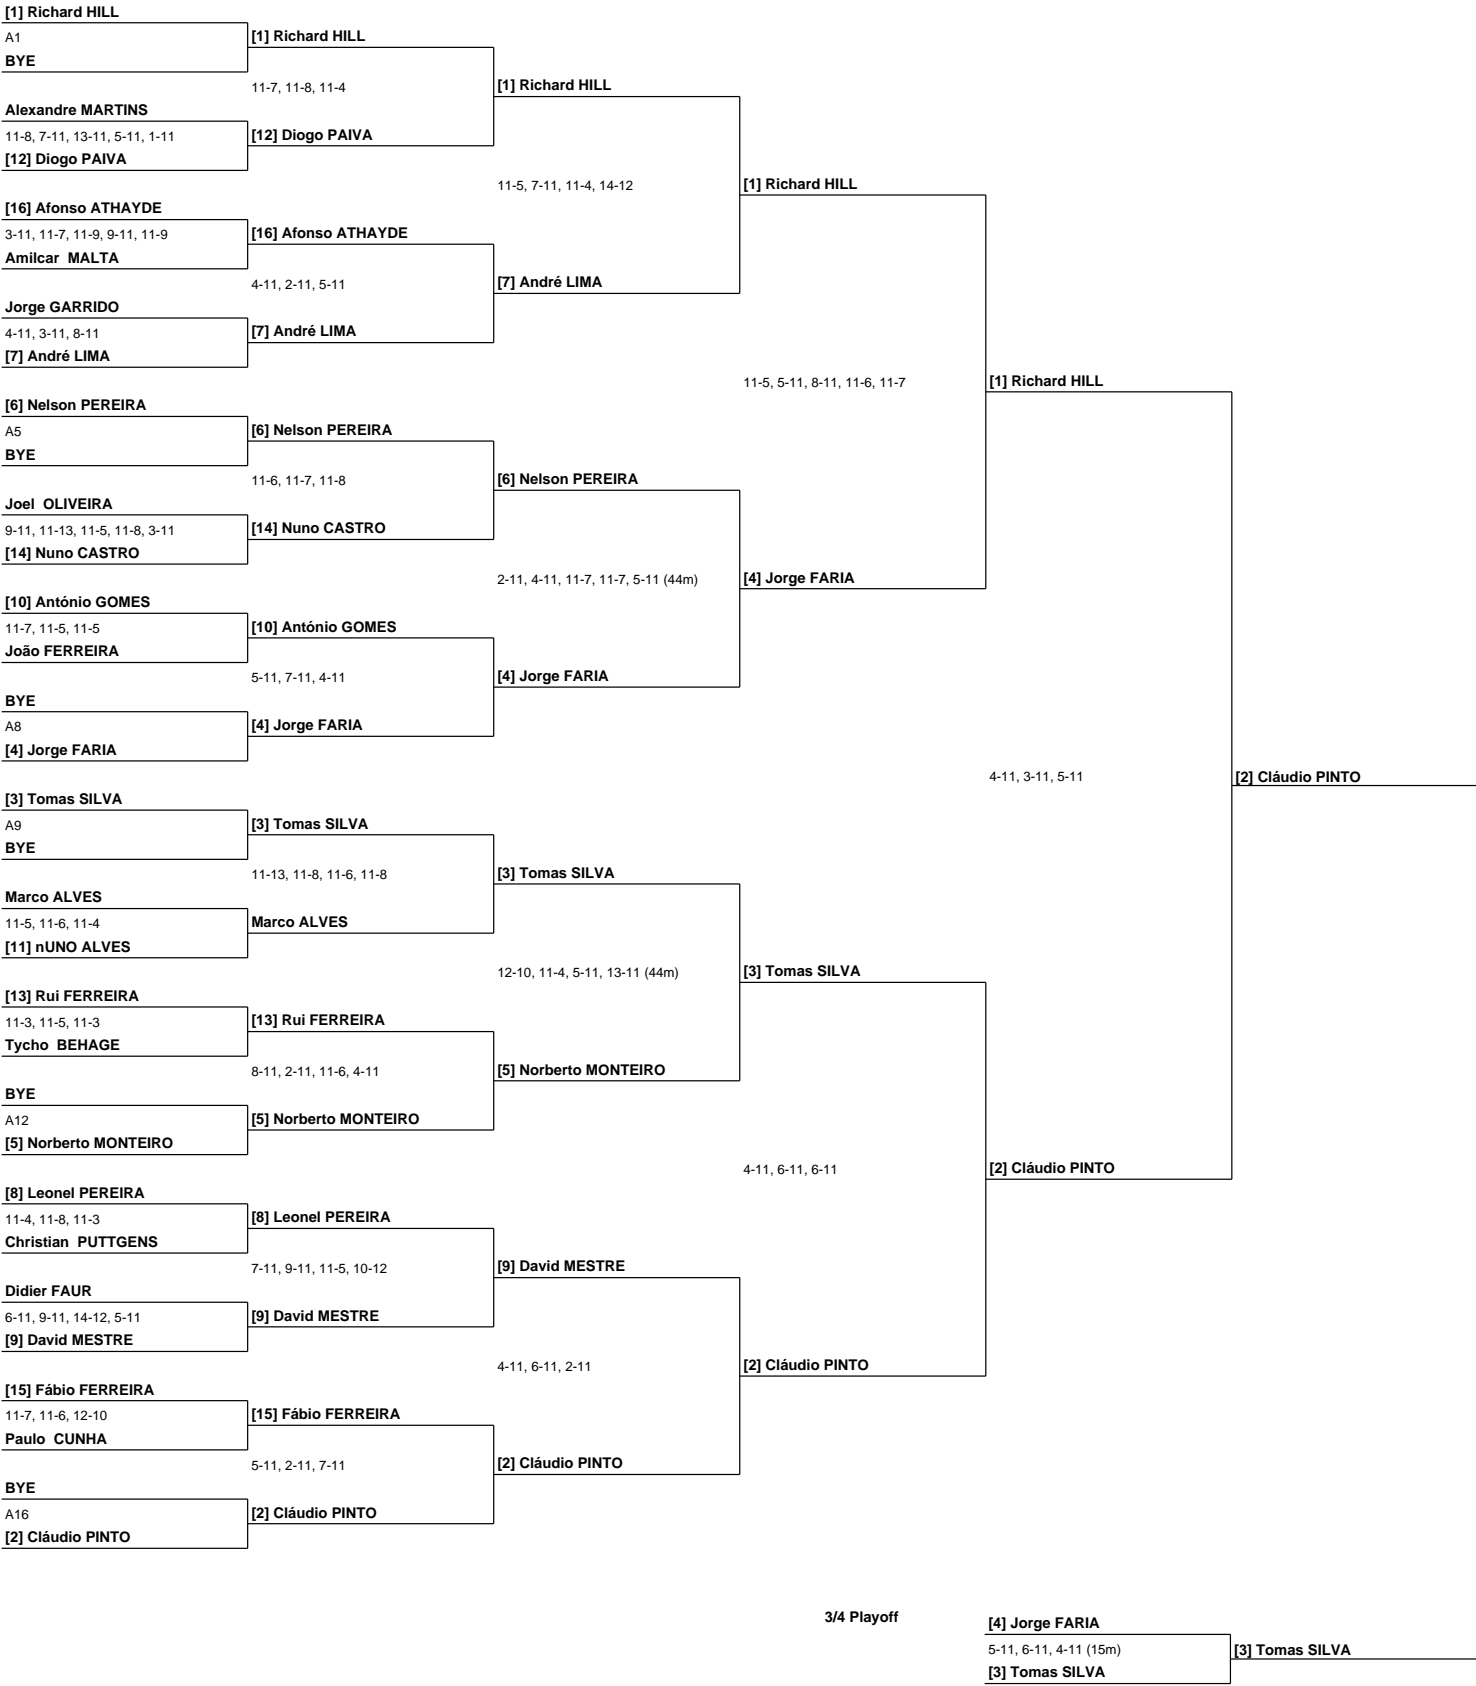 [1] Richard HILL
A1
BYE
Alexandre MARTINS
11-8, 7-11, 13-11, 5-11, 1-11
[12] Diogo PAIVA
[16] Afonso ATHAYDE
3-11, 11-7, 11-9, 9-11, 11-9
Amilcar MALTA
Jorge GARRIDO
4-11, 3-11, 8-11
[7] André LIMA
[6] Nelson PEREIRA
A5
BYE
Joel OLIVEIRA
9-11, 11-13, 11-5, 11-8, 3-11
[14] Nuno CASTRO
[10] António GOMES
11-7, 11-5, 11-5
João FERREIRA
BYE
A8
[4] Jorge FARIA
[3] Tomas SILVA
A9
BYE
Marco ALVES
11-5, 11-6, 11-4
[11] nUNO ALVES
[13] Rui FERREIRA
11-3, 11-5, 11-3
Tycho BEHAGE
BYE
A12
[5] Norberto MONTEIRO
[8] Leonel PEREIRA
11-4, 11-8, 11-3
Christian PUTTGENS
Didier FAUR
6-11, 9-11, 14-12, 5-11
[9] David MESTRE
[15] Fábio FERREIRA
11-7, 11-6, 12-10
Paulo CUNHA
BYE
A16
[2] Cláudio PINTO
[1] Richard HILL
11-7, 11-8, 11-4
[12] Diogo PAIVA
[16] Afonso ATHAYDE
4-11, 2-11, 5-11
[7] André LIMA
[6] Nelson PEREIRA
11-6, 11-7, 11-8
[14] Nuno CASTRO
[10] António GOMES
5-11, 7-11, 4-11
[4] Jorge FARIA
[3] Tomas SILVA
11-13, 11-8, 11-6, 11-8
Marco ALVES
[13] Rui FERREIRA
8-11, 2-11, 11-6, 4-11
[5] Norberto MONTEIRO
[8] Leonel PEREIRA
7-11, 9-11, 11-5, 10-12
[9] David MESTRE
[15] Fábio FERREIRA
5-11, 2-11, 7-11
[2] Cláudio PINTO
[1] Richard HILL
11-5, 7-11, 11-4, 14-12
[7] André LIMA
[6] Nelson PEREIRA
2-11, 4-11, 11-7, 11-7, 5-11 (44m)
[4] Jorge FARIA
[3] Tomas SILVA
12-10, 11-4, 5-11, 13-11 (44m)
[5] Norberto MONTEIRO
[9] David MESTRE
4-11, 6-11, 2-11
[2] Cláudio PINTO
[1] Richard HILL
11-5, 5-11, 8-11, 11-6, 11-7
[4] Jorge FARIA
[3] Tomas SILVA
4-11, 6-11, 6-11
[2] Cláudio PINTO
[1] Richard HILL
4-11, 3-11, 5-11
[2] Cláudio PINTO
[2] Cláudio PINTO
3/4 Playoff
[4] Jorge FARIA
5-11, 6-11, 4-11 (15m)
[3] Tomas SILVA
[3] Tomas SILVA